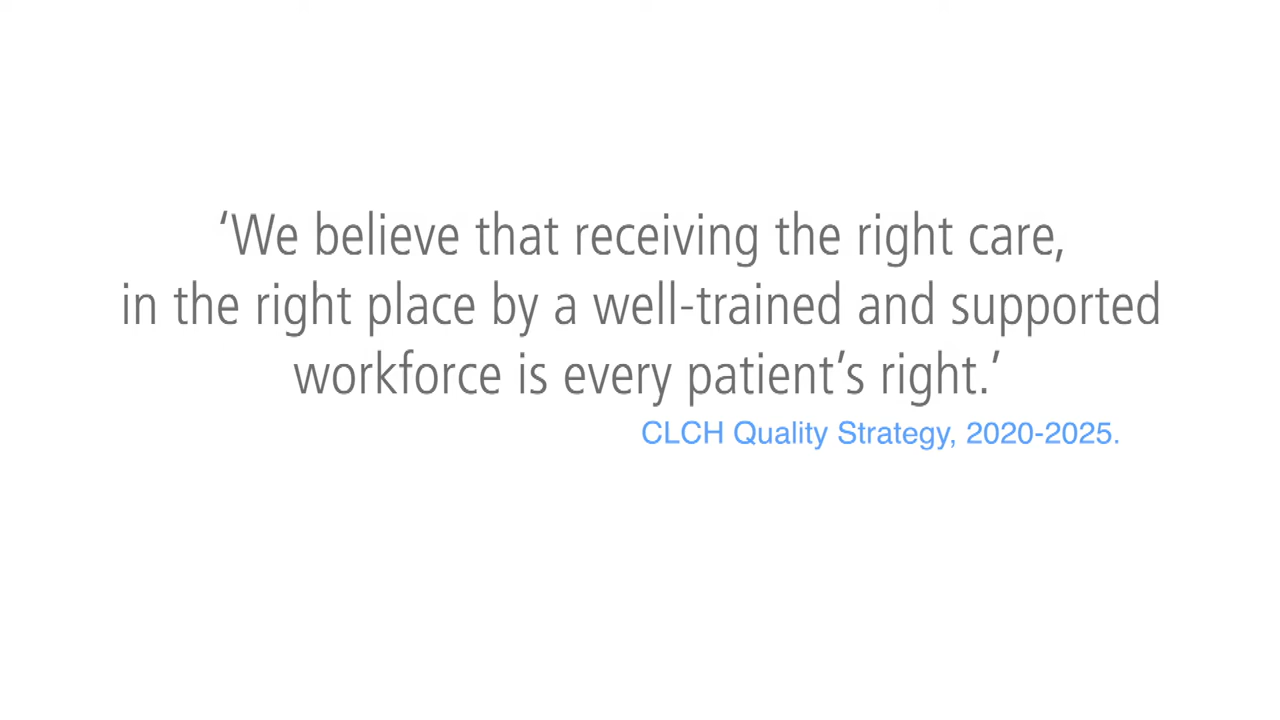 ‘We believe that receiving the right care,
in the right place by a well-trained and supported
workforce is every patient’s right.’
CLCH Quality Strategy, 2020-2025.